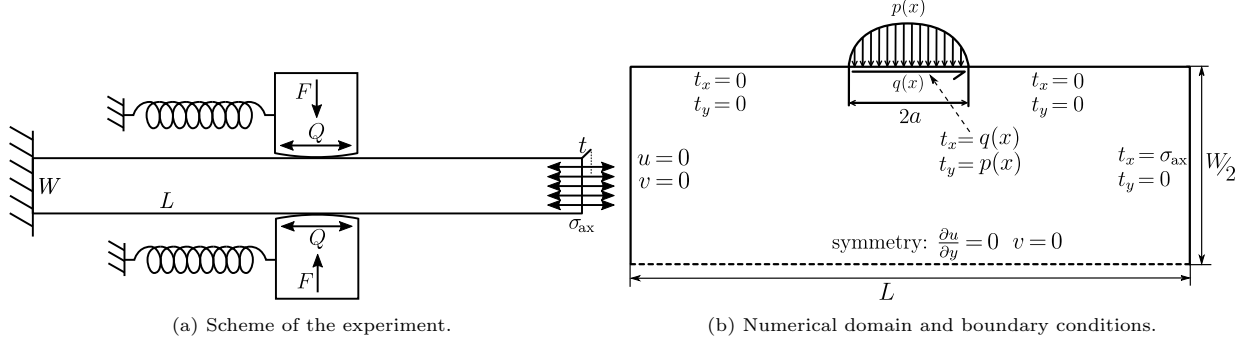 F
Q
W
L
t
σax
Q
F
(a) Scheme of the experiment.
p(x)
tx = 0
ty = 0
q(x)
2a
tx = 0
ty = 0
tx = q(x)
ty = p(x)
u = 0
v = 0
tx = σax
ty = 0
W/2
symmetry: ∂u/∂y = 0 v = 0
L
(b) Numerical domain and boundary conditions.